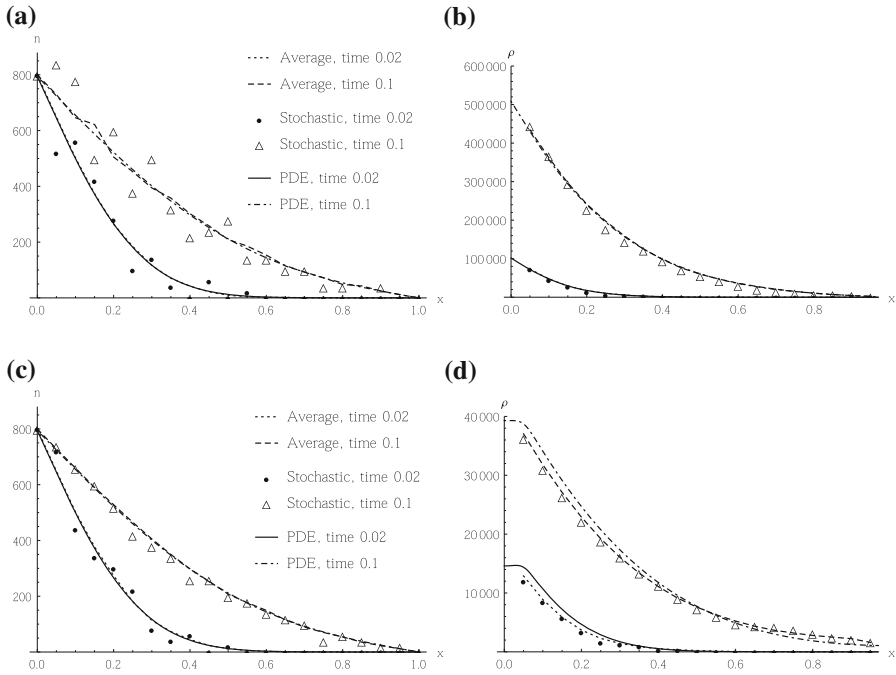 (a)
n
800
600
400
200
0.0 0.2 0.4 0.6 0.8 1.0 x
Average, time 0.02
Average, time 0.1
Stochastic, time 0.02
Stochastic, time 0.1
PDE, time 0.02
PDE, time 0.1
(b)
ρ
600 000
500 000
400 000
300 000
200 000
100 000
0.0 0.2 0.4 0.6 0.8 x
(c)
n
800
600
400
200
0.0 0.2 0.4 0.6 0.8 1.0 x
Average, time 0.02
Average, time 0.1
Stochastic, time 0.02
Stochastic, time 0.1
PDE, time 0.02
PDE, time 0.1
(d)
ρ
40 000
30 000
20 000
10 000
0.0 0.2 0.4 0.6 0.8 x